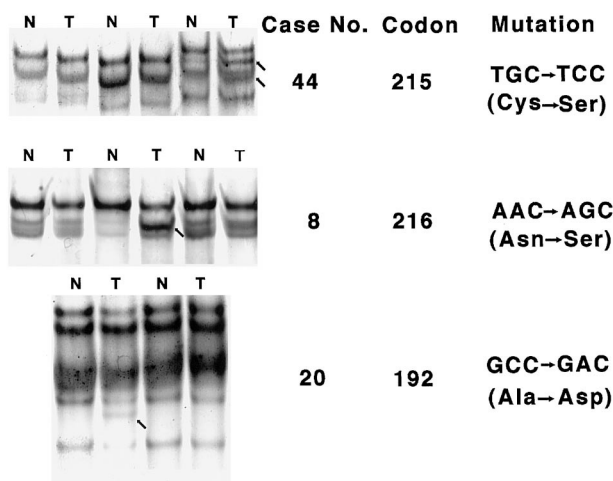 N T N T N T Case No. Codon Mutation
44 215 TGC→TCC
(Cys→Ser)
N T N T N T
8 216 AAC→AGC
(Asn→Ser)
N T N T
20 192 GCC→GAC
(Ala→Asp)